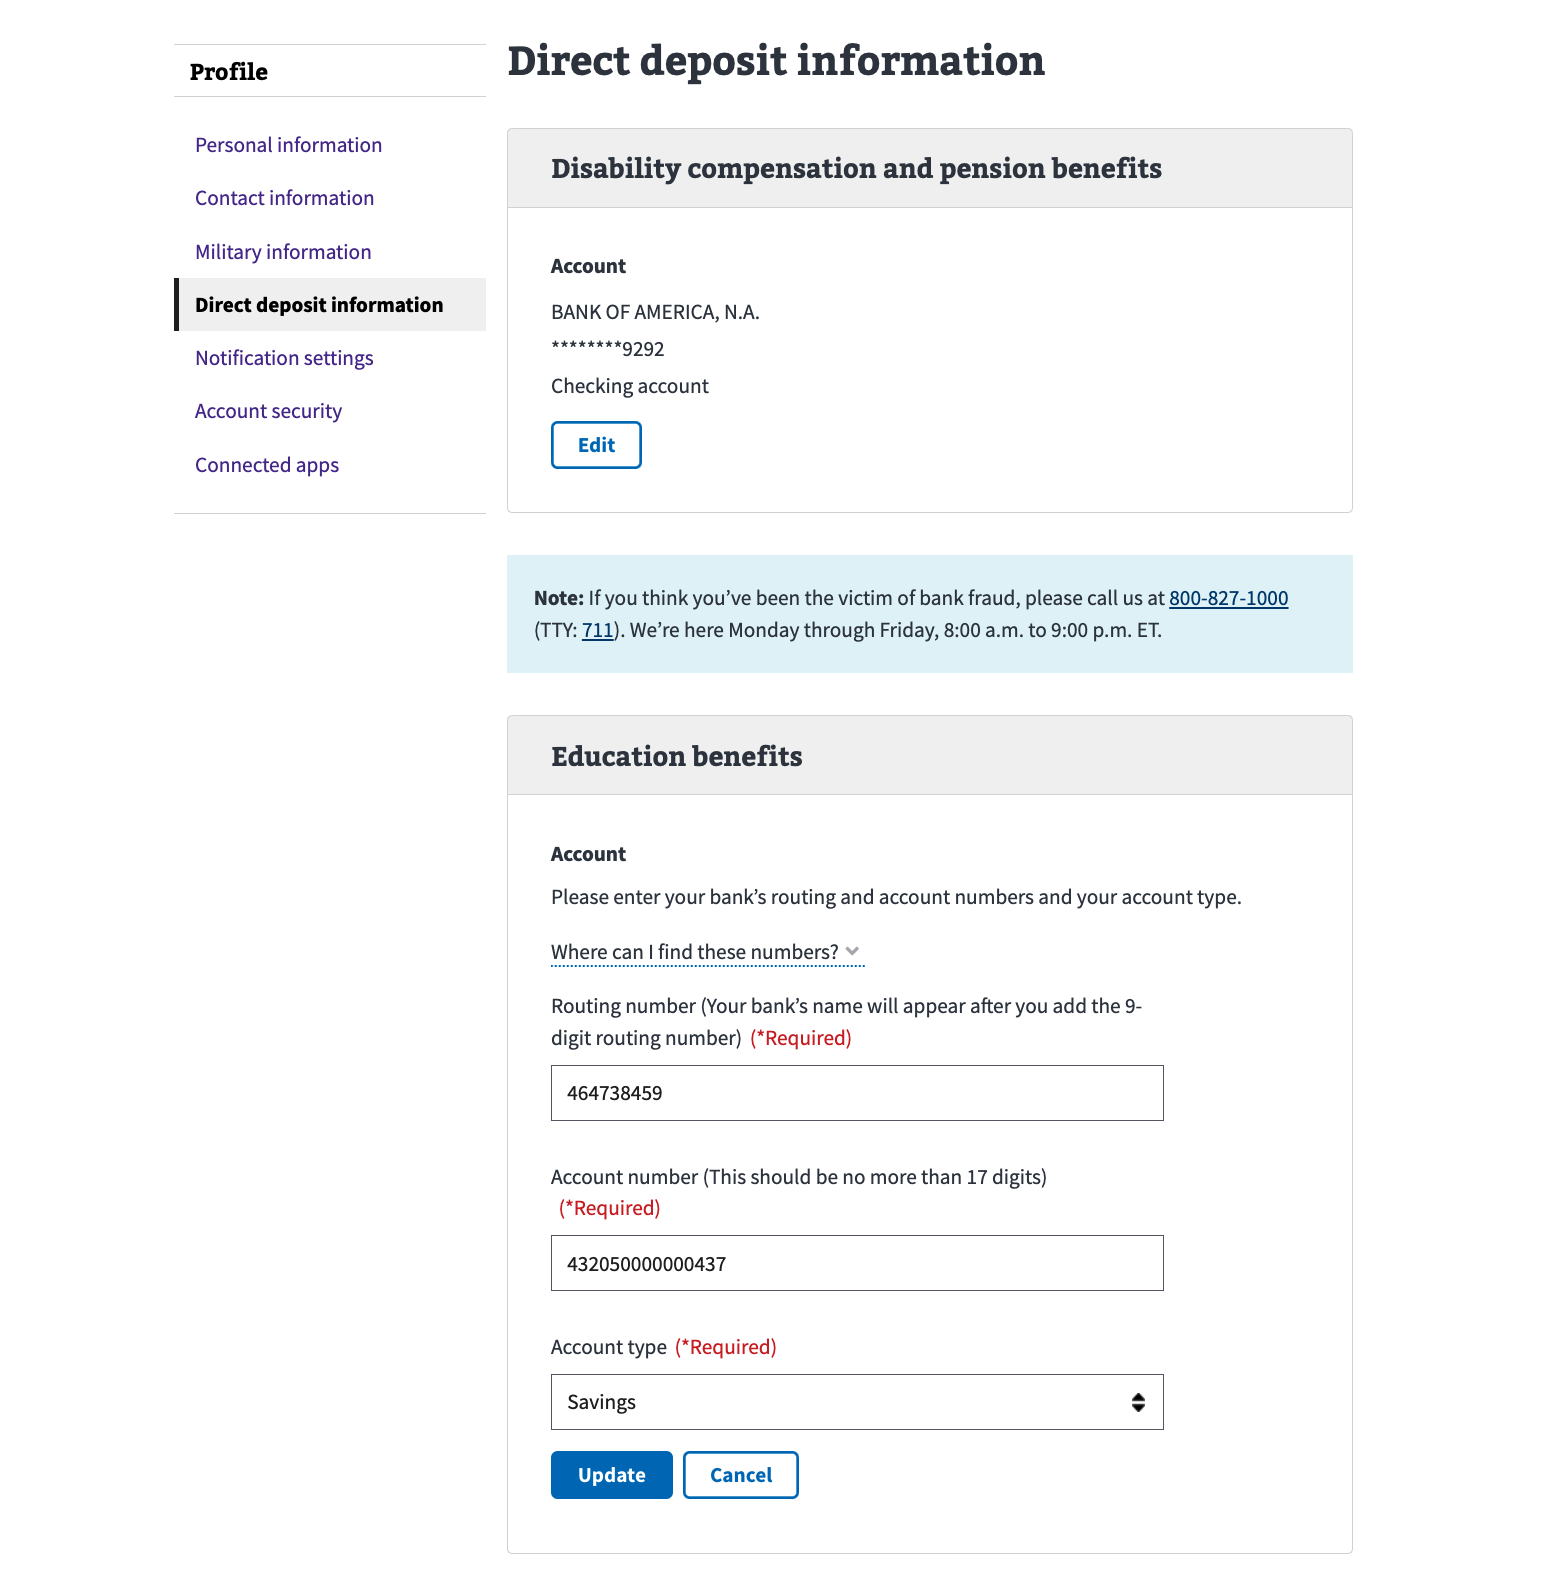 Profile
Personal information
Contact information
Military information
Direct deposit information
Notification settings
Account security
Connected apps
Direct deposit information
Disability compensation and pension benefits
Account
BANK OF AMERICA, N.A.
********9292
Checking account
Edit
Note: If you think you’ve been the victim of bank fraud, please call us at 800-827-1000
(TTY: 711). We’re here Monday through Friday, 8:00 a.m. to 9:00 p.m. ET.
Education benefits
Account
Please enter your bank’s routing and account numbers and your account type.
Where can I find these numbers?
Routing number (Your bank’s name will appear after you add the 9-
digit routing number) (*Required)
464738459
Account number (This should be no more than 17 digits)
(*Required)
432050000000437
Account type (*Required)
Savings
Update Cancel